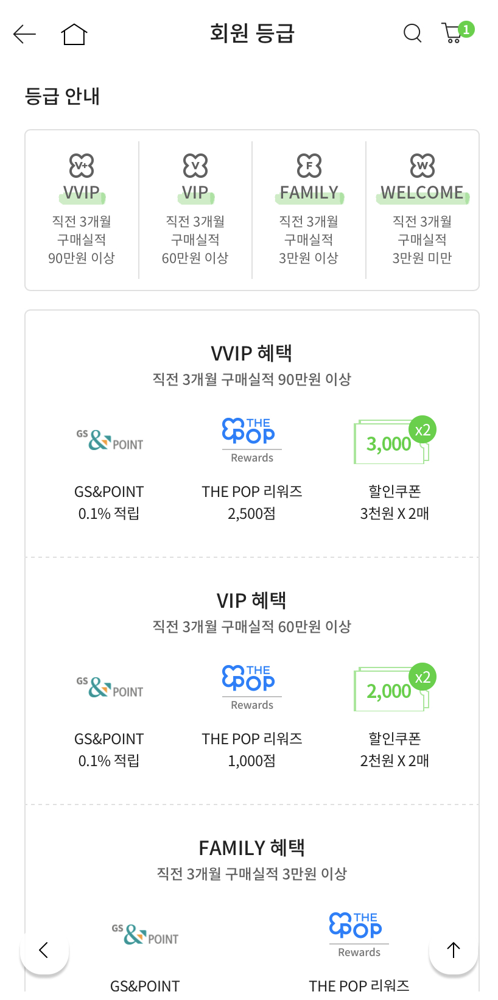 회원 등급
1
등급 안내
V+
VVIP
직전 3개월
구매실적
90만원 이상
V
VIP
직전 3개월
구매실적
60만원 이상
F
FAMILY
직전 3개월
구매실적
3만원 이상
W
WELCOME
직전 3개월
구매실적
3만원 미만
VVIP 혜택
직전 3개월 구매실적 90만원 이상
GS & POINT
THE
POP
Rewards
3,000
x2
GS&POINT
0.1% 적립
THE POP 리워즈
2,500점
할인쿠폰
3천원 X 2매
VIP 혜택
직전 3개월 구매실적 60만원 이상
GS & POINT
THE
POP
Rewards
2,000
x2
GS&POINT
0.1% 적립
THE POP 리워즈
1,000점
할인쿠폰
2천원 X 2매
FAMILY 혜택
직전 3개월 구매실적 3만원 이상
GS & POINT
THE
POP
Rewards
GS&POINT
THE POP 리워즈